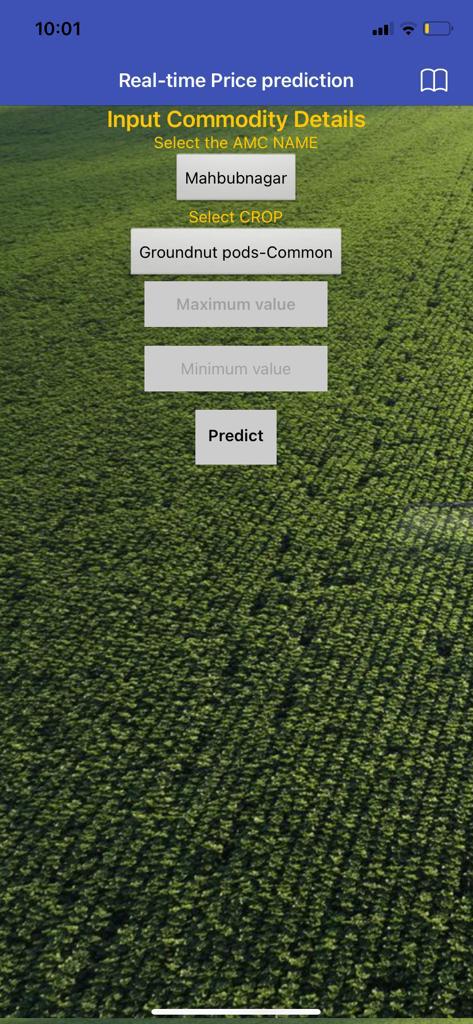 10:01
Real-time Price prediction
Input Commodity Details
Select the AMC NAME
Mahbubnagar
Select CROP
Groundnut pods-Common
Maximum value
Minimum value
Predict